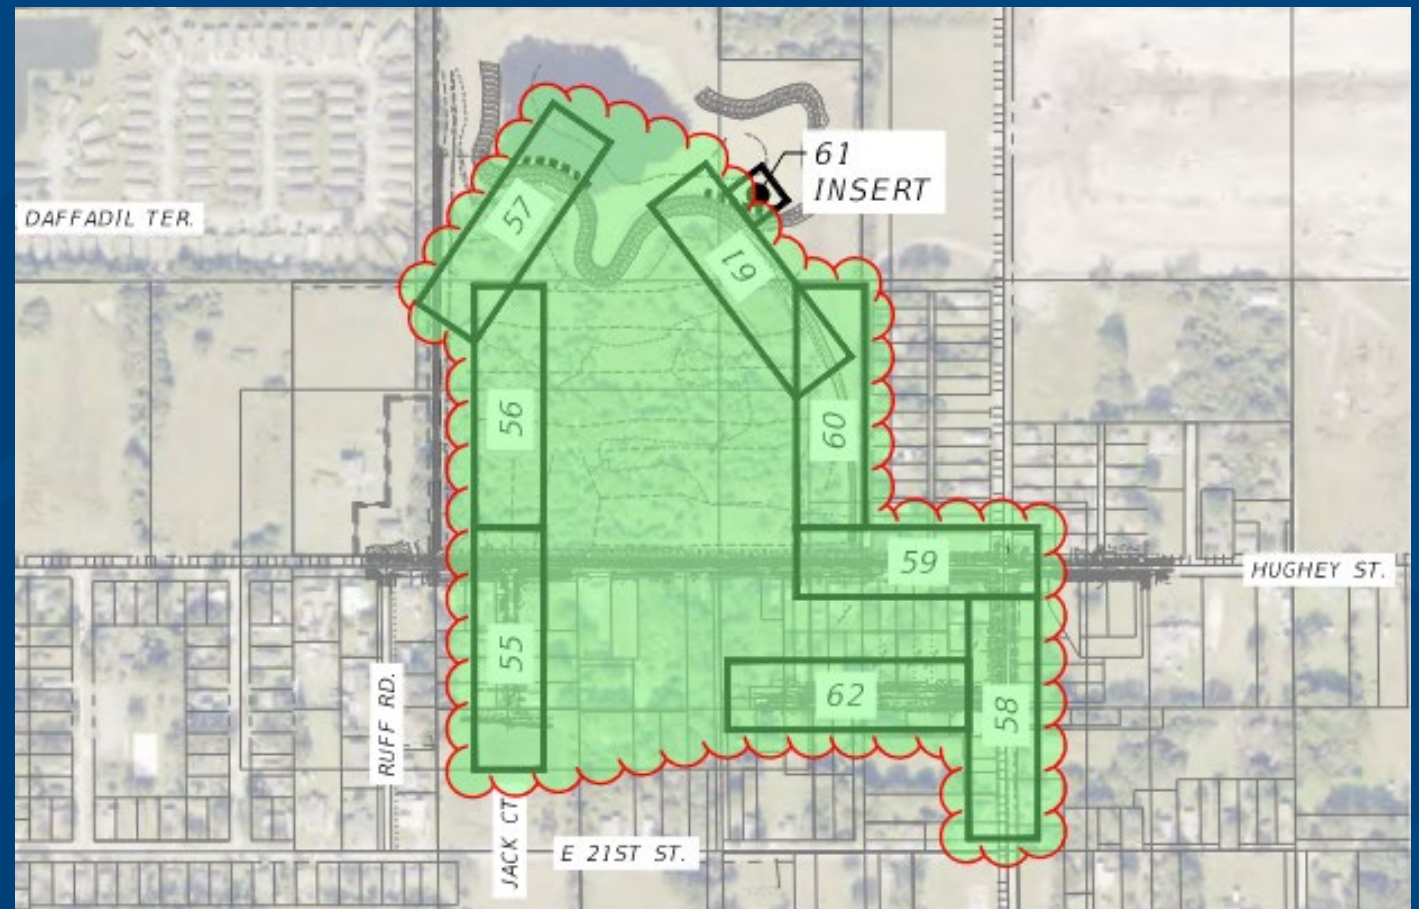 61
INSERT
DAFFADIL TER.
57
61
56
60
59
HUGHEY ST.
55
62
58
RUFF RD.
JACK CT
E 21ST ST.